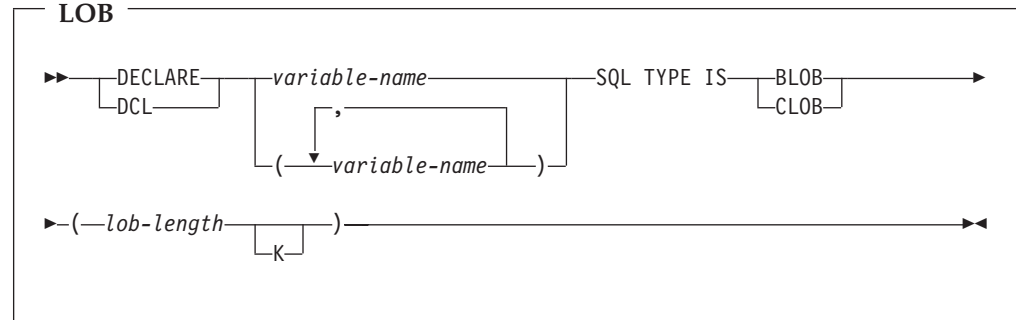 LOB
DECLARE variable-name SQL TYPE IS BLOB
DCL , CLOB
( variable-name )
( lob-length )
K